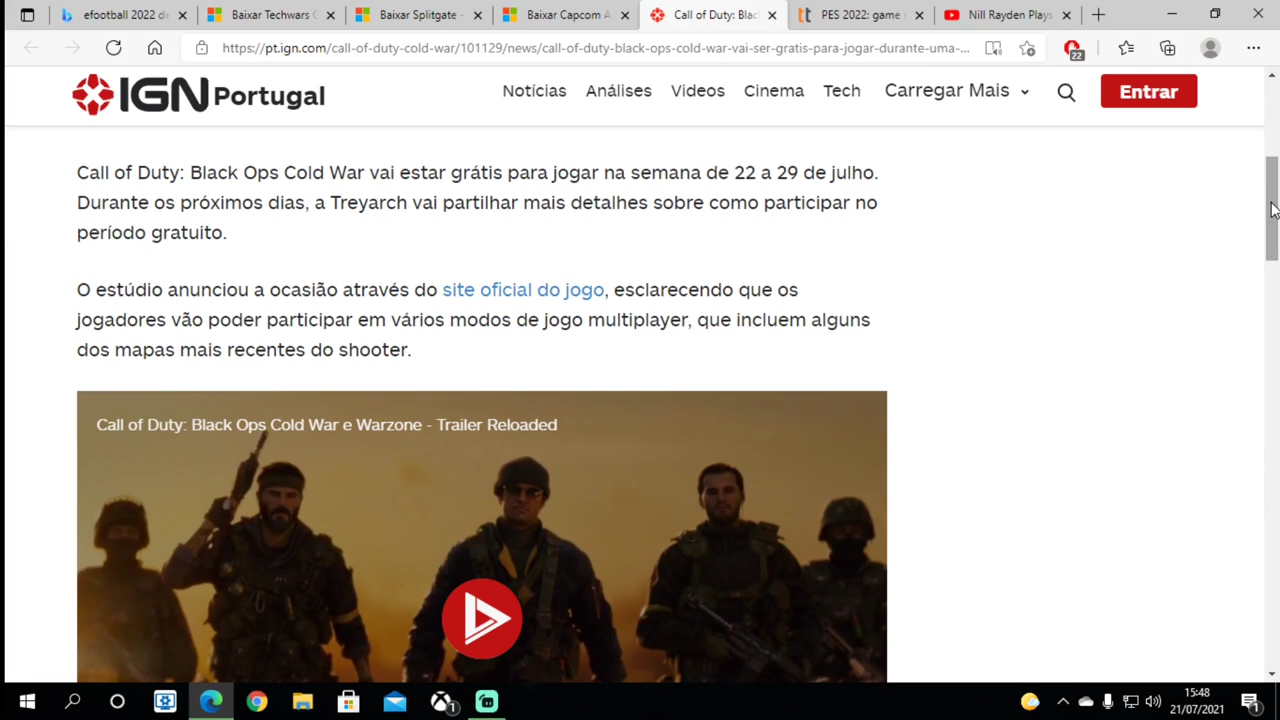 efootball 2022 de
Baixar Techwars G
Baixar Splitgate -
Baixar Capcom A
Call of Duty: Blac
PES 2022: game e
Nill Rayden Plays
https://pt.ign.com/call-of-duty-cold-war/101129/news/call-of-duty-black-ops-cold-war-vai-ser-gratis-para-jogar-durante-uma-...
22
IGN Portugal
Notícias
Análises
Videos
Cinema
Tech
Carregar Mais
Entrar
Call of Duty: Black Ops Cold War vai estar grátis para jogar na semana de 22 a 29 de julho.
Durante os próximos dias, a Treyarch vai partilhar mais detalhes sobre como participar no
período gratuito.
O estúdio anunciou a ocasião através do site oficial do jogo, esclarecendo que os
jogadores vão poder participar em vários modos de jogo multiplayer, que incluem alguns
dos mapas mais recentes do shooter.
Call of Duty: Black Ops Cold War e Warzone - Trailer Reloaded
1
15:48
21/07/2021
1